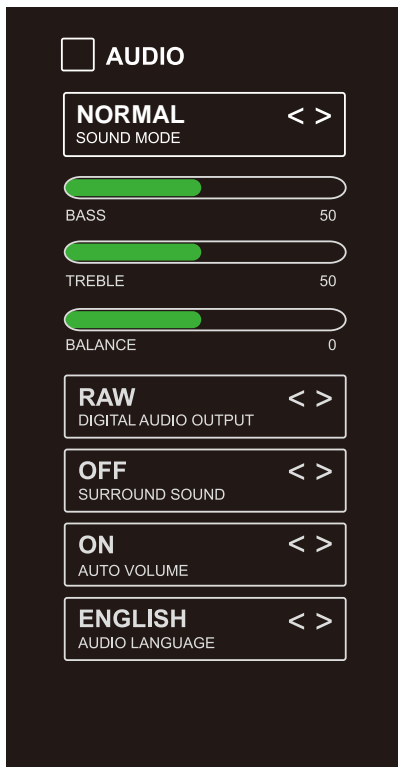 AUDIO
NORMAL < >
SOUND MODE
BASS 50
TREBLE 50
BALANCE 0
RAW < >
DIGITAL AUDIO OUTPUT
OFF < >
SURROUND SOUND
ON < >
AUTO VOLUME
ENGLISH < >
AUDIO LANGUAGE